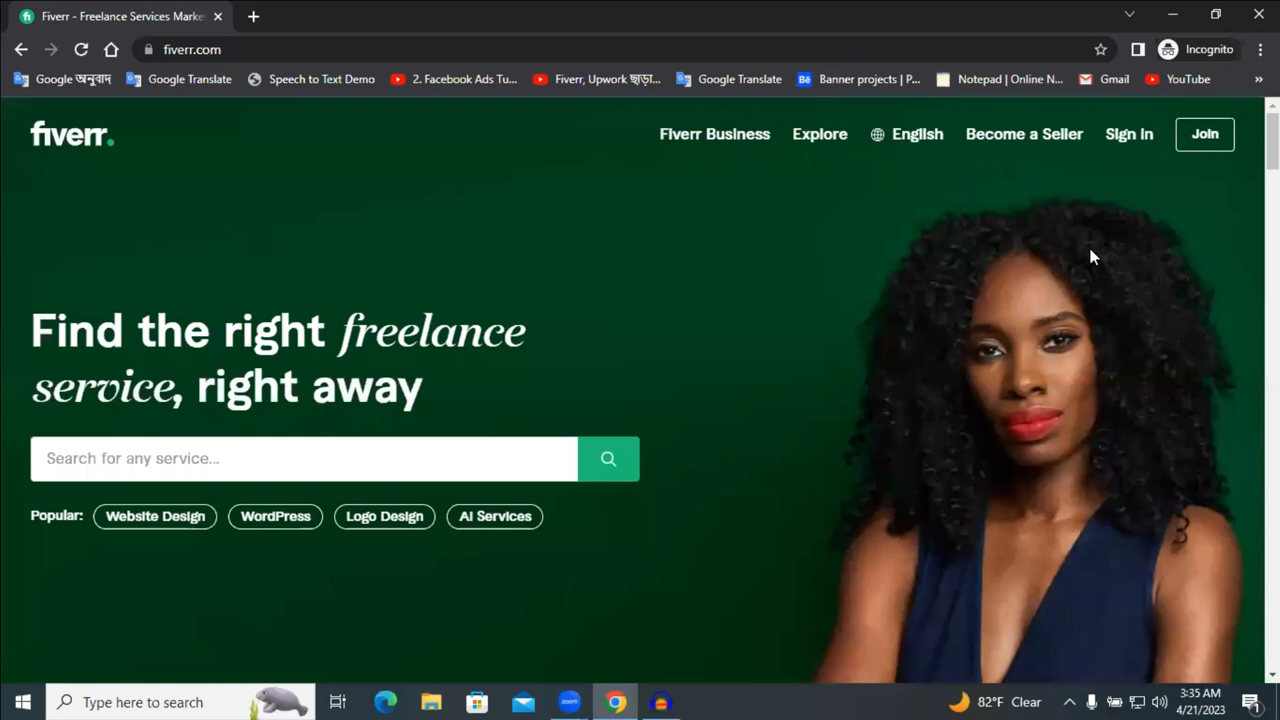 Fiverr - Freelance Services Marke
fiverr.com
Incognito
Google অনুবাদ
Google Translate
Speech to Text Demo
2. Facebook Ads Tu...
Fiverr, Upwork ছাড়া...
Google Translate
Bē
Banner projects | P...
Notepad | Online N...
Gmail
YouTube
fiverr.
Fiverr Business
Explore
English
Become a Seller
Sign in
Join
Find the right freelance
service, right away
Search for any service...
Popular:
Website Design
WordPress
Logo Design
AI Services
Type here to search
zoom
82°F Clear
3:35 AM
4/21/2023
1